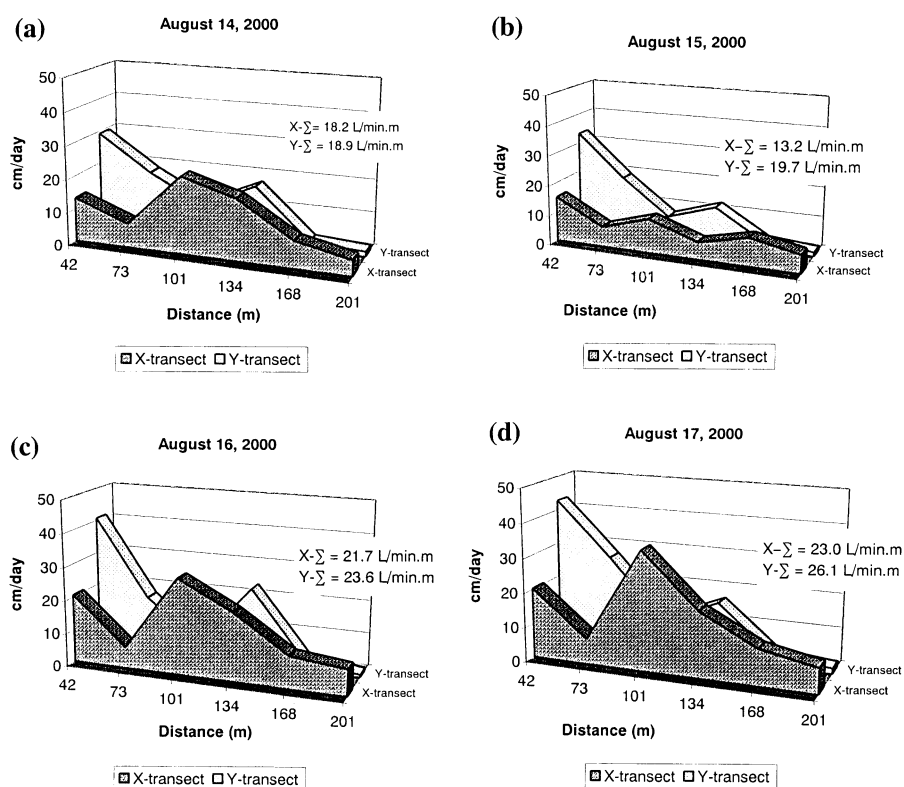 (a)
August 14, 2000
50
40
30
20
10
0
cm/day
X-∑= 18.2 L/min.m
Y-∑= 18.9 L/min.m
42
73
101
134
168
201
Y-transect
X-transect
Distance (m)
X-transect Y-transect
(b)
August 15, 2000
50
40
30
20
10
0
cm/day
X–∑ = 13.2 L/min.m
Y-∑ = 19.7 L/min.m
42
73
101
134
168
201
Y-transect
X-transect
Distance (m)
X-transect Y-transect
(c)
August 16, 2000
50
40
30
20
10
0
cm/day
X-∑ = 21.7 L/min.m
Y-∑ = 23.6 L/min.m
42
73
101
134
168
201
Y-transect
X-transect
Distance (m)
X-transect Y-transect
(d)
August 17, 2000
50
40
30
20
10
0
cm/day
X–∑ = 23.0 L/min.m
Y-∑ = 26.1 L/min.m
42
73
101
134
168
201
Y-transect
X-transect
Distance (m)
X-transect Y-transect